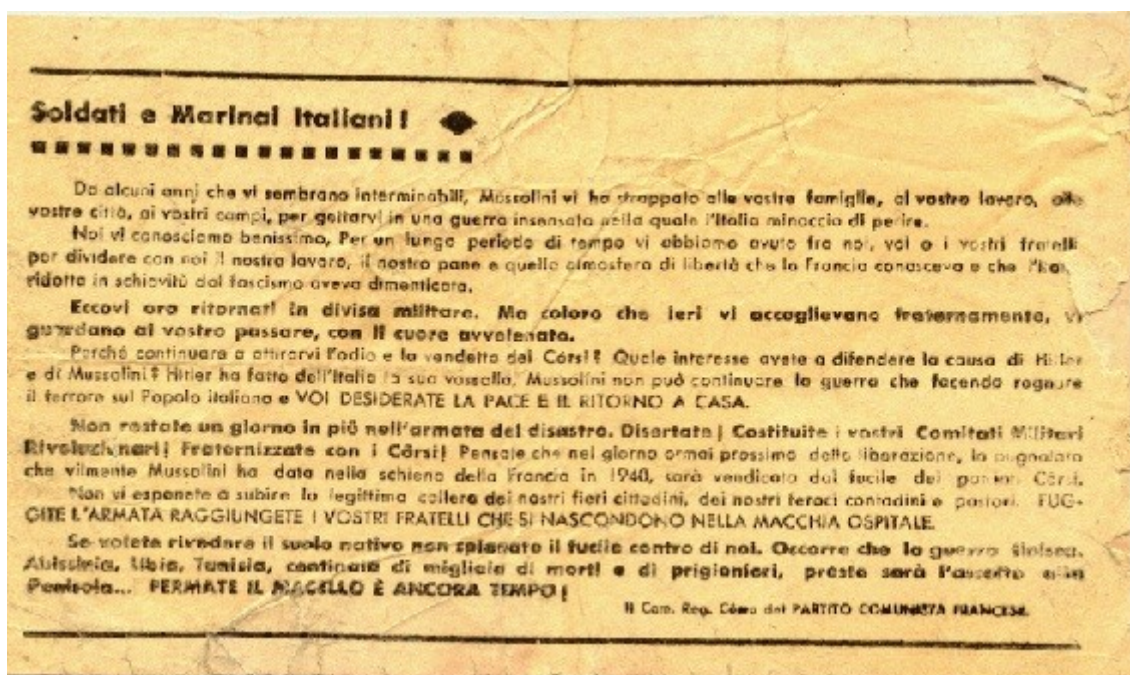 Soldati e Marinai Italiani!
Da alcuni anni che vi sembrano interminabili, Mussolini vi ha strappato alle vostre famiglie, al vostro lavoro, alle
vostre città, ai vostri campi, per gettarvi in una guerra insensata nella quale l'Italia minaccia di perire.
Noi vi conosciamo benissimo, Per un lungo periodo di tempo vi abbiamo avuto fra noi, voi o i vostri fratelli
por dividere con noi il nostro lavoro, il nostro pane e quella atmosfera di libertà che la Francia conosceva e che
ridotta in schiavitù dal fascismo aveva dimenticata.
Eccovi ora ritornati in divisa militare. Ma coloro che ieri vi accoglievano fraternamente, vi
guardano al vostro passare, con il cuore avvelenato.
Perché continuare a attirarvi l'odio e la vendetta dei Córsi? Quale interesse avete a difendere la causa di Hitler
e di Mussolini? Hitler ha fatto dell'Italia la sua vassalla, Mussolini non può continuare la guerra che facendo regnare
il terrore sul Popolo italiano e VOI DESIDERATE LA PACE E IL RITORNO A CASA.
Non restate un giorno in più nell'armata del disastro. Disertate! Costituite i vostri Comitati Militari
Rivoluzionari! Fraternizzate con i Córsi! Pensate che nel giorno ormai prossimo della liberazione, la pugnalata
che vilmente Mussolini ha data nella schiena della Francia in 1940, sarà vendicata dal fucile dei Córsi.
Non vi esponete a subire la legittima collera dei nostri fieri cittadini, dei nostri feroci contadini e pastori. FUG-
GITE L'ARMATA RAGGIUNGETE I VOSTRI FRATELLI CHE SI NASCONDONO NELLA MACCHIA OSPITALE.
Se volete rivedere il suolo nativo non spianate il fucile contro di noi. Occorre che la guerra finisca.
Abissinia, Libia, Tunisia, centinaia di migliaia di morti e di prigionieri, presto sarà l'assalto alla
Penisola... FERMATE IL MACELLO È ANCORA TEMPO!
Il Com. Reg. Córso del PARTITO COMUNISTA FRANCESE.